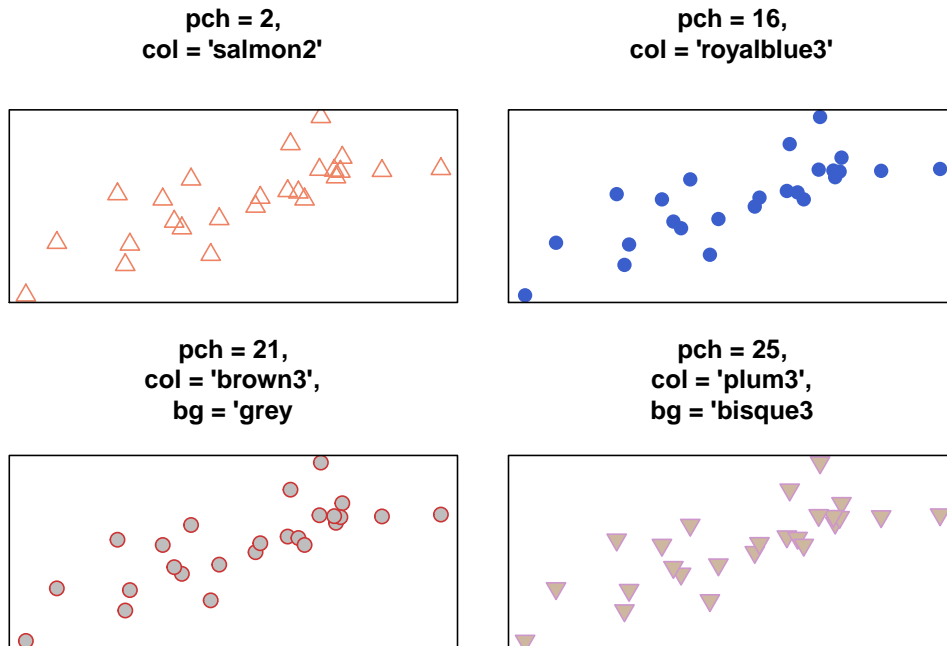 pch = 2,
col = 'salmon2'
pch = 16,
col = 'royalblue3'
pch = 21,
col = 'brown3',
bg = 'grey
pch = 25,
col = 'plum3',
bg = 'bisque3